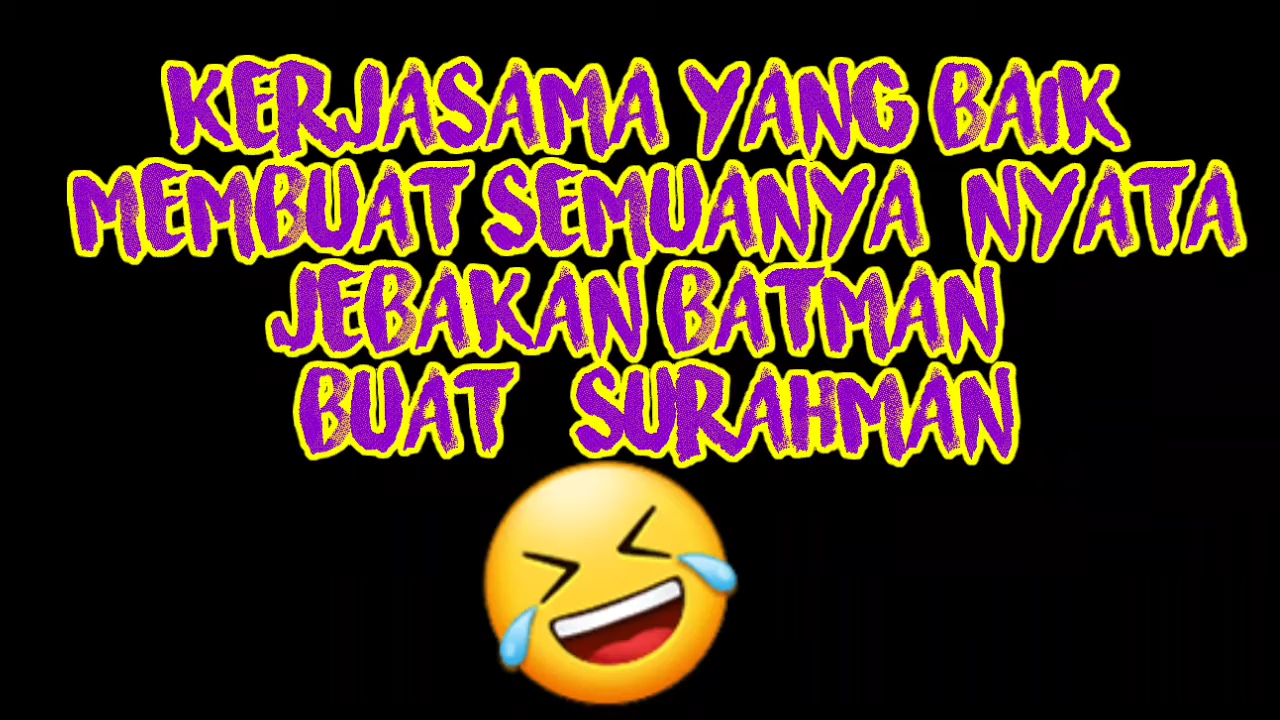 KERJASAMA YANG BAIK
MEMBUAT SEMUANYA NYATA
JEBAKAN BATMAN
BUAT SURAHMAN